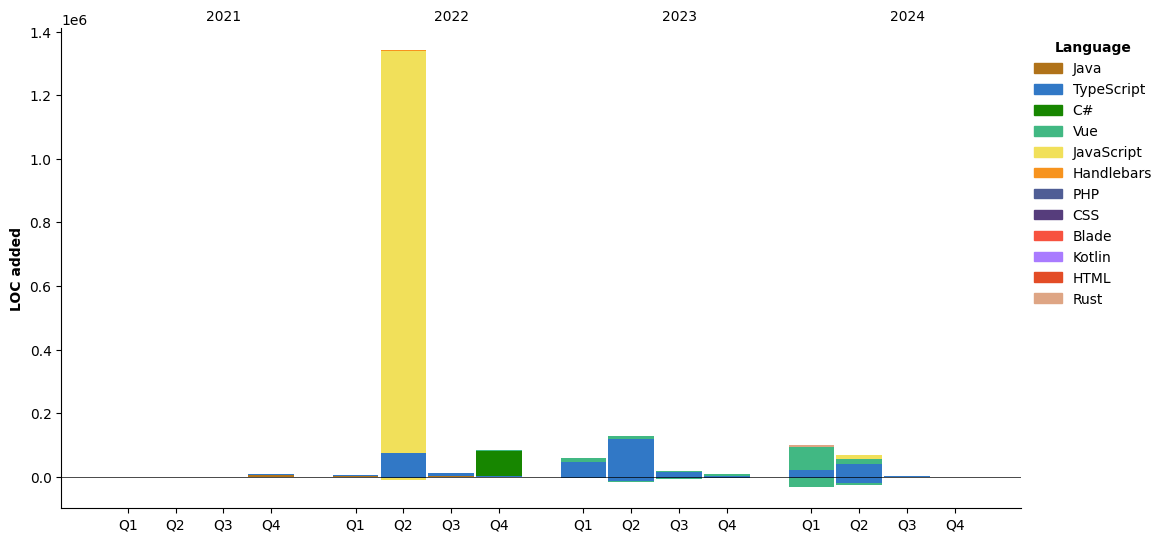 2021 2022 2023 2024
1e6
1.4
1.2
1.0
0.8
0.6
0.4
0.2
0.0
LOC added
Q1 Q2 Q3 Q4 Q1 Q2 Q3 Q4 Q1 Q2 Q3 Q4 Q1 Q2 Q3 Q4
Language
Java
TypeScript
C#
Vue
JavaScript
Handlebars
PHP
CSS
Blade
Kotlin
HTML
Rust